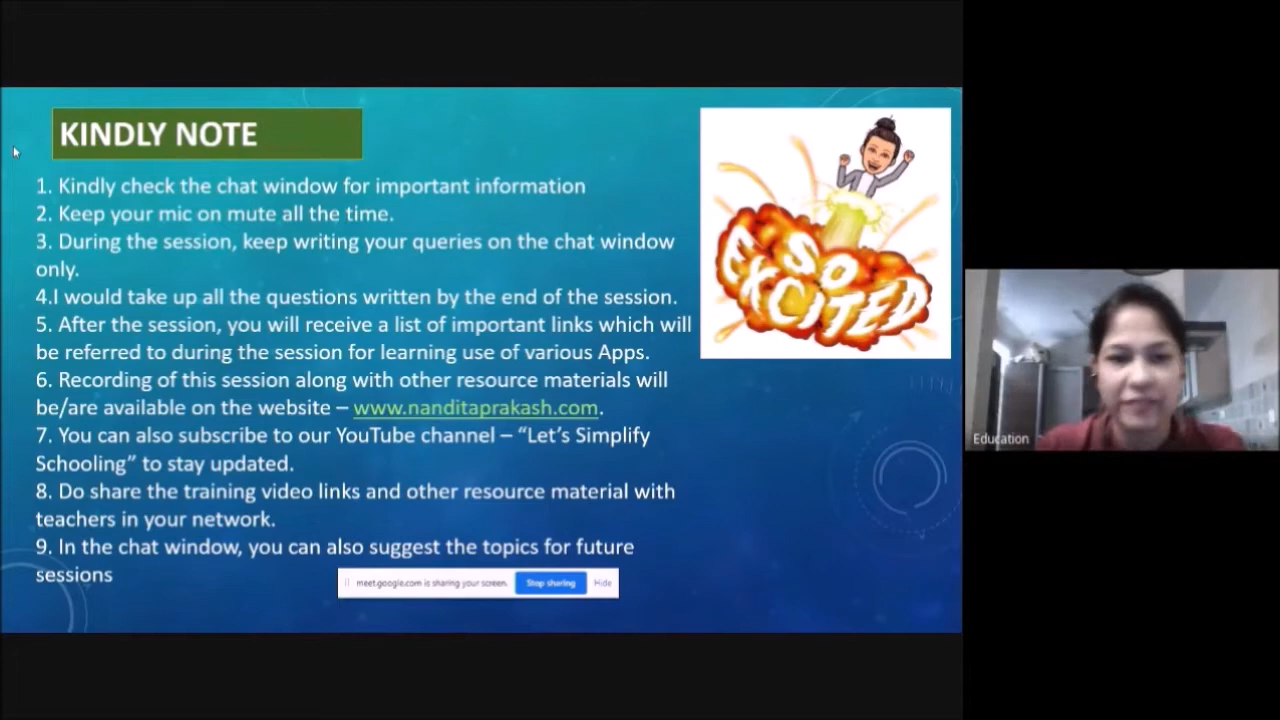 KINDLY NOTE
1. Kindly check the chat window for important information
2. Keep your mic on mute all the time.
3. During the session, keep writing your queries on the chat window
only.
4.I would take up all the questions written by the end of the session.
5. After the session, you will receive a list of important links which will
be referred to during the session for learning use of various Apps.
6. Recording of this session along with other resource materials will
be/are available on the website – www.nanditaprakash.com.
7. You can also subscribe to our YouTube channel – “Let’s Simplify
Schooling” to stay updated.
8. Do share the training video links and other resource material with
teachers in your network.
9. In the chat window, you can also suggest the topics for future
sessions
meet.google.com is sharing your screen. Stop sharing Hide
SO
EXCITED
Education